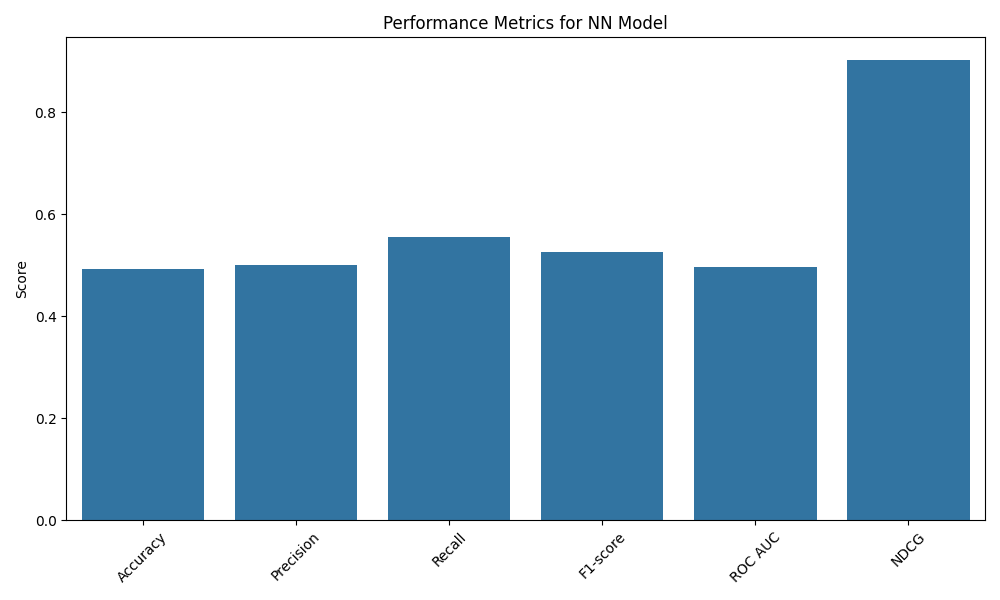 Performance Metrics for NN Model
Score
0.8
0.6
0.4
0.2
0.0
Accuracy
Precision
Recall
F1-score
ROC AUC
NDCG